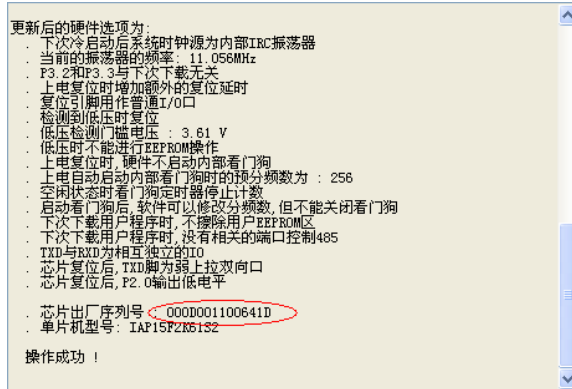 更新后的硬件选项为:
. 下次冷启动后系统时钟源为内部IRC振荡器
. 当前的振荡器的频率: 11.056MHz
. P3.2和P3.3与下次下载无关
. 上电复位时增加额外的复位延时
. 复位引脚用作普通I/O口
. 检测到低压时复位
. 低压检测门槛电压 : 3.61 V
. 低压时不能进行EEPROM操作
. 上电复位时,硬件不启动内部看门狗
. 上电自动启动内部看门狗时的预分频数为 : 256
. 空闲状态时看门狗定时器停止计数
. 启动看门狗后,软件可以修改分频数,但不能关闭看门狗
. 下次下载用户程序时,不擦除用户EEPROM区
. 下次下载用户程序时,没有相关的端口控制485
. TXD与RXD为相互独立的IO
. 芯片复位后,TXD脚为弱上拉双向口
. 芯片复位后,P2.0输出低电平
. 芯片出厂序列号 : 000D001100641D
. 单片机型号: IAP15F2K61S2
操作成功 !